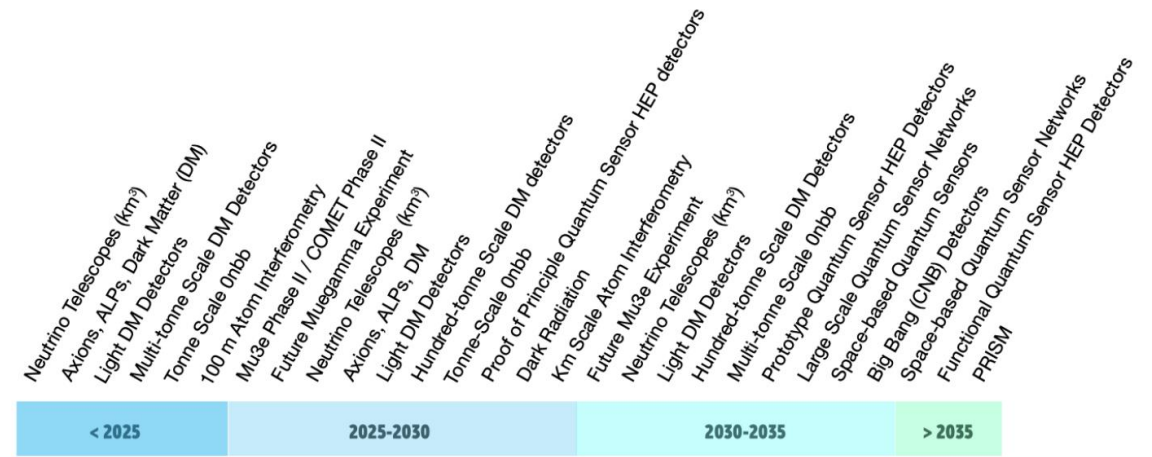 Neutrino Telescopes (km³)
Axions, ALPs, Dark Matter (DM)
Light DM Detectors
Multi-tonne Scale DM Detectors
Tonne Scale 0nbb
100 m Atom Interferometry
Mu3e Phase II / COMET Phase II
Future Muegamma Experiment
Neutrino Telescopes (km³)
Axions, ALPs, DM
Light DM Detectors
Hundred-tonne Scale DM detectors
Tonne-Scale 0nbb
Proof of Principle Quantum Sensor HEP detectors
Dark Radiation
Km Scale Atom Interferometry
Future Mu3e Experiment
Neutrino Telescopes (km³)
Light DM Detectors
Hundred-tonne Scale DM Detectors
Multi-tonne Scale 0nbb
Prototype Quantum Sensor HEP Detectors
Large Scale Quantum Sensor Networks
Space-based Quantum Sensors
Big Bang (CNB) Detectors
Space-based Quantum Sensor Networks
Functional Quantum Sensor HEP Detectors
PRISM
< 2025
2025-2030
2030-2035
> 2035